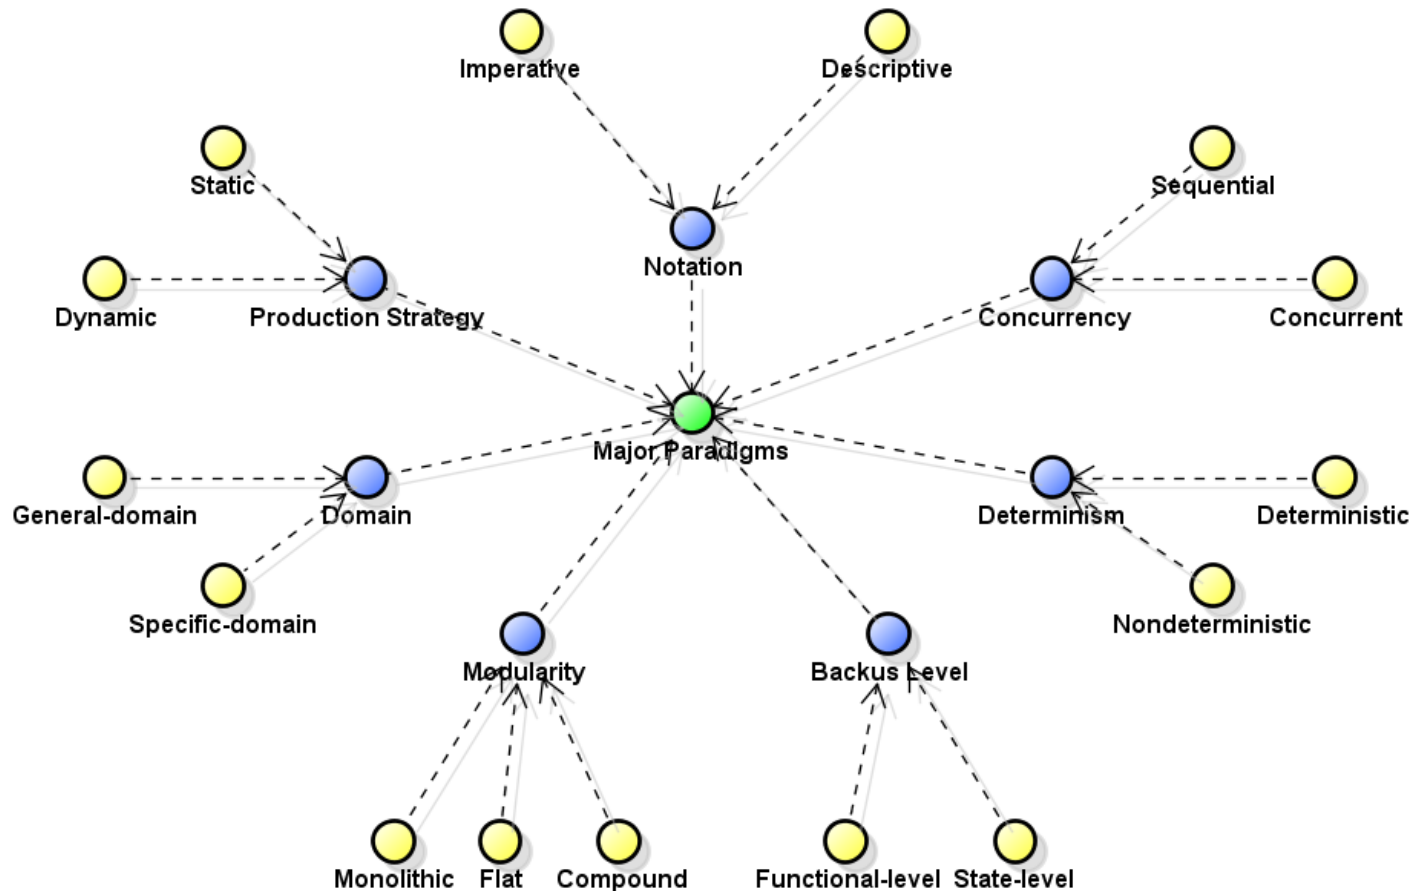 Imperative
Descriptive
Static
Sequential
Notation
Dynamic
Production Strategy
Concurrency
Concurrent
Major Paradigms
General-domain
Domain
Determinism
Deterministic
Specific-domain
Nondeterministic
Modularity
Backus Level
Monolithic
Flat
Compound
Functional-level
State-level